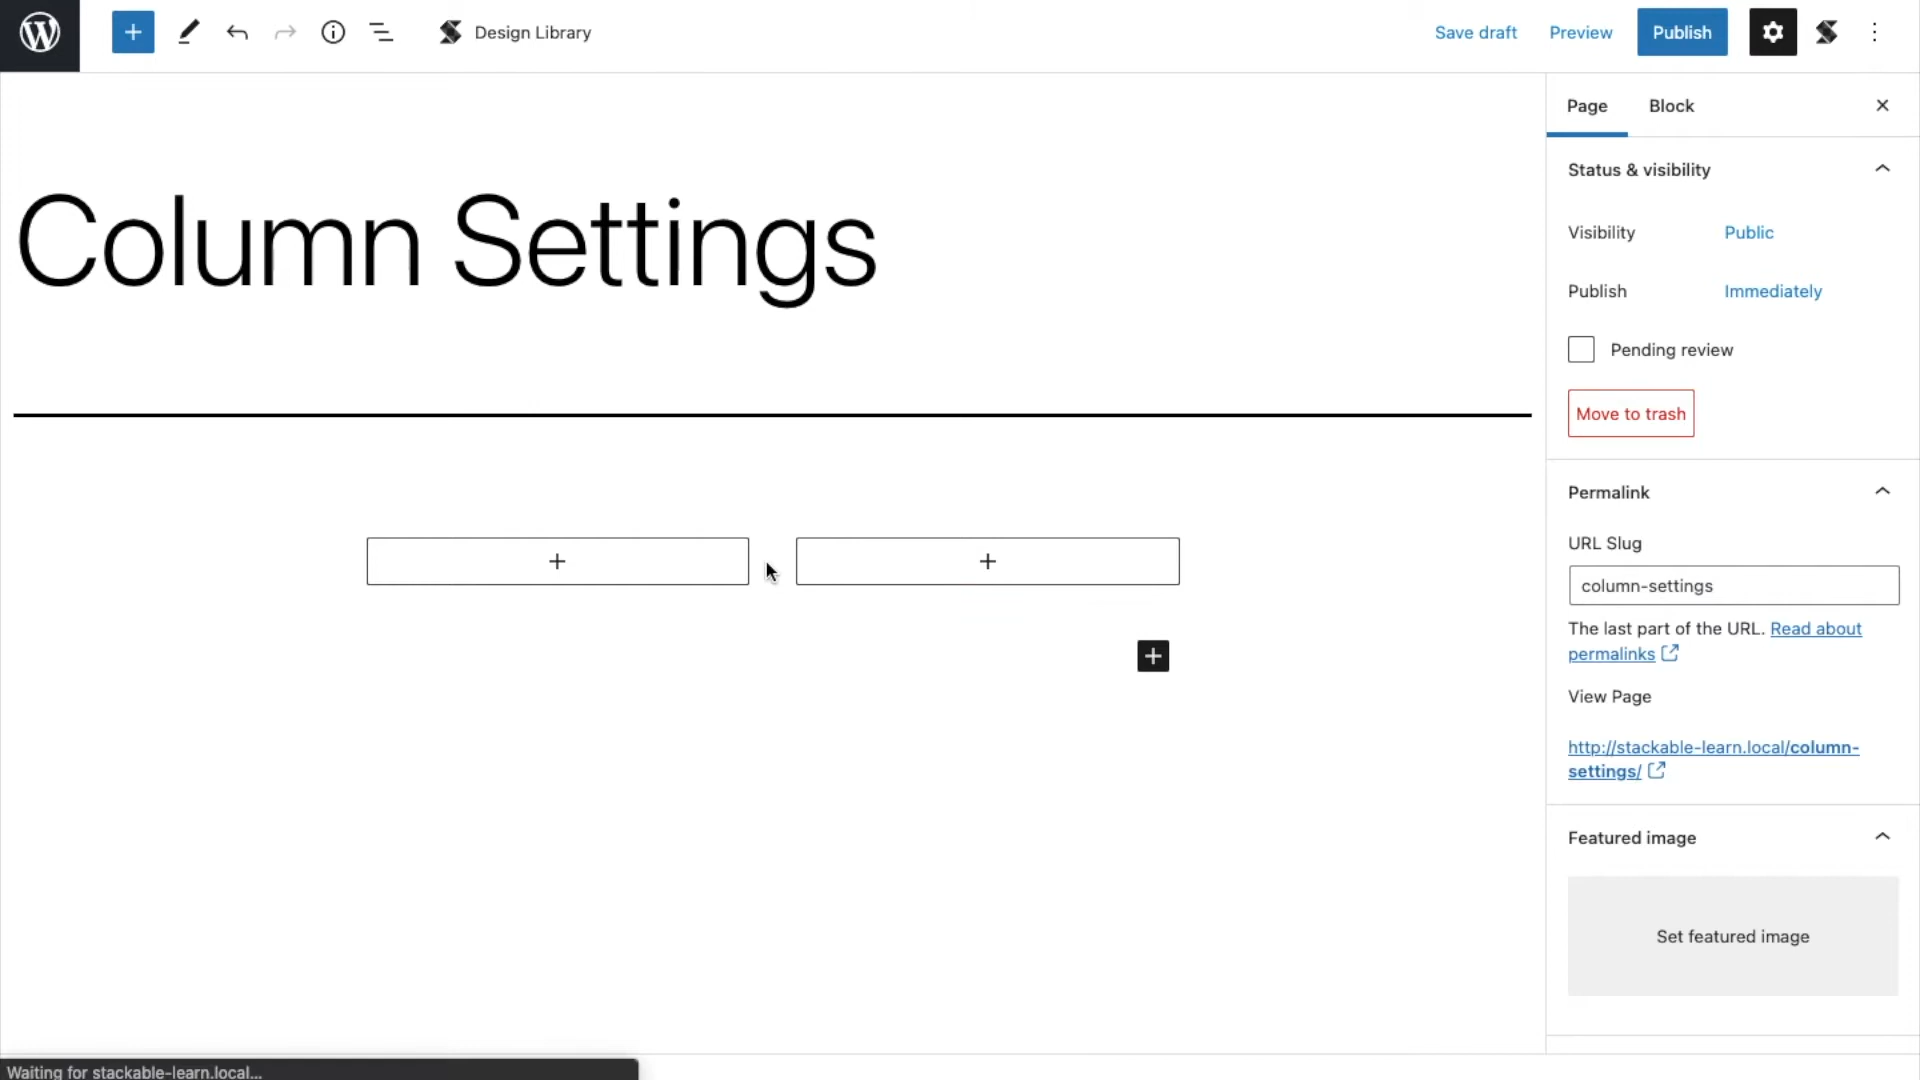 Design Library
Save draft
Preview
Publish
Page
Block
Column Settings
Status & visibility
Visibility
Public
Publish
Immediately
Pending review
Move to trash
Permalink
URL Slug
column-settings
The last part of the URL. Read about
permalinks
View Page
http://stackable-learn.local/column-
settings/
Featured image
Set featured image
Waiting for stackable-learn.local...